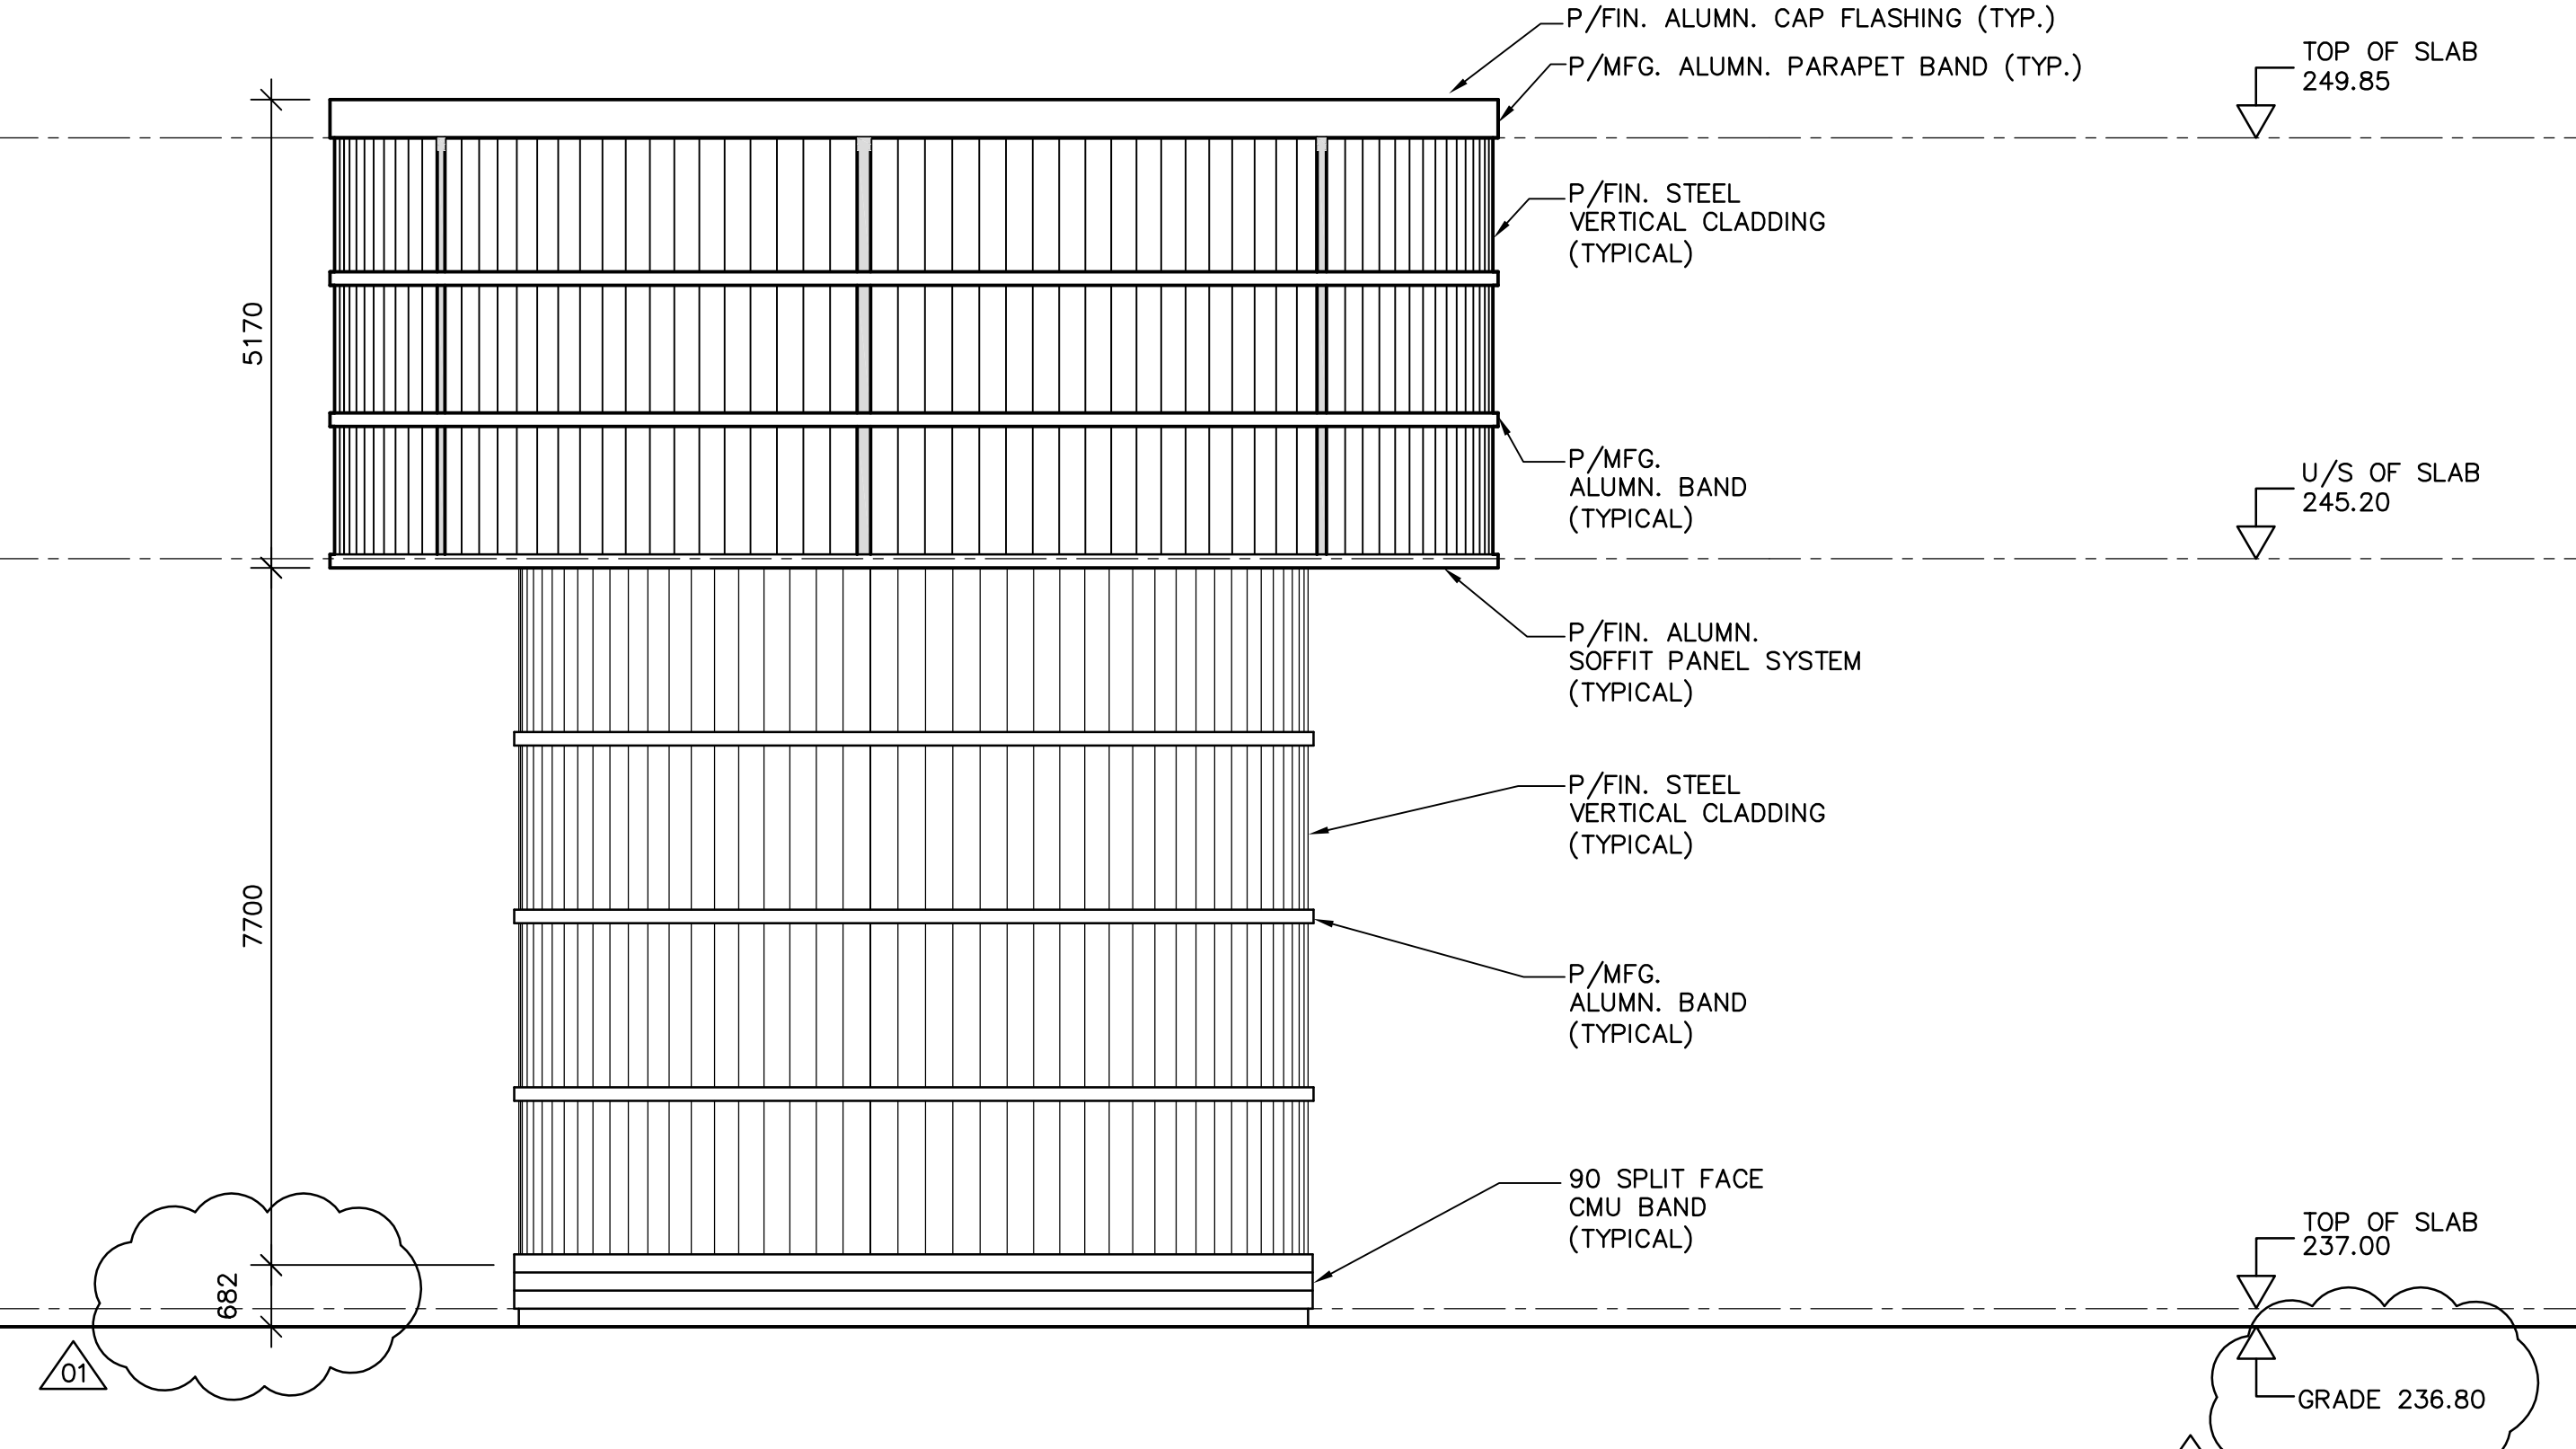 P/FIN. ALUMN. CAP FLASHING (TYP.)
P/MFG. ALUMN. PARAPET BAND (TYP.)
TOP OF SLAB
249.85
P/FIN. STEEL
VERTICAL CLADDING
(TYPICAL)
5170
P/MFG.
ALUMN. BAND
(TYPICAL)
U/S OF SLAB
245.20
P/FIN. ALUMN.
SOFFIT PANEL SYSTEM
(TYPICAL)
P/FIN. STEEL
VERTICAL CLADDING
(TYPICAL)
7700
P/MFG.
ALUMN. BAND
(TYPICAL)
90 SPLIT FACE
CMU BAND
(TYPICAL)
TOP OF SLAB
237.00
682
01
GRADE 236.80